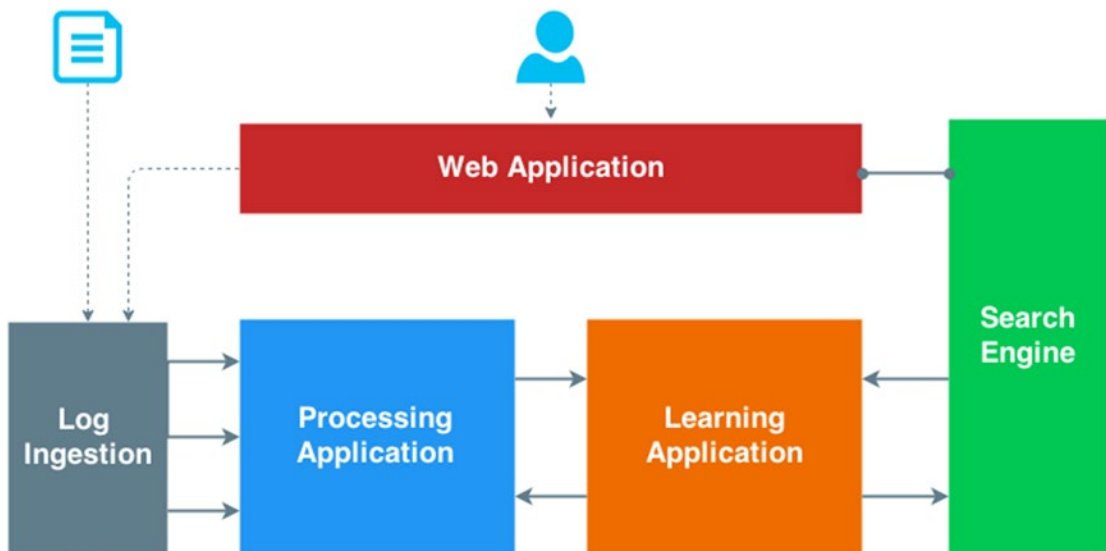 Web Application
Search
Engine
Log
Ingestion
Processing
Application
Learning
Application